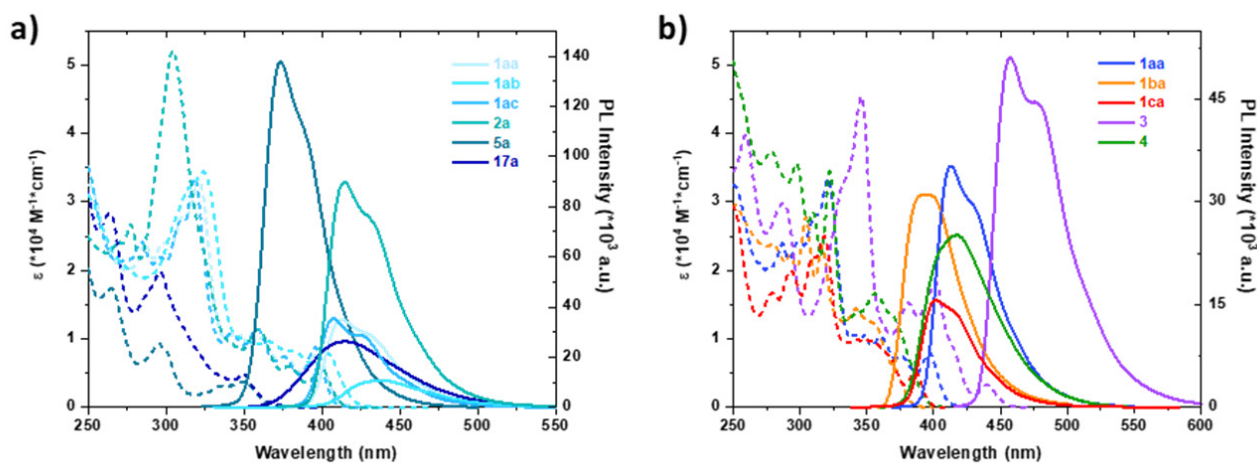 a)
ε (*10⁴ M⁻¹*cm⁻¹)
5
4
3
2
1
0
250 300 350 400 450 500 550
Wavelength (nm)
140
120
100
80
60
40
20
0
PL Intensity (*10³ a.u.)
1aa
1ab
1ac
2a
5a
17a
b)
ε (*10⁴ M⁻¹*cm⁻¹)
5
4
3
2
1
0
250 300 350 400 450 500 550 600
Wavelength (nm)
45
30
15
0
PL Intensity (*10³ a.u.)
1aa
1ba
1ca
3
4